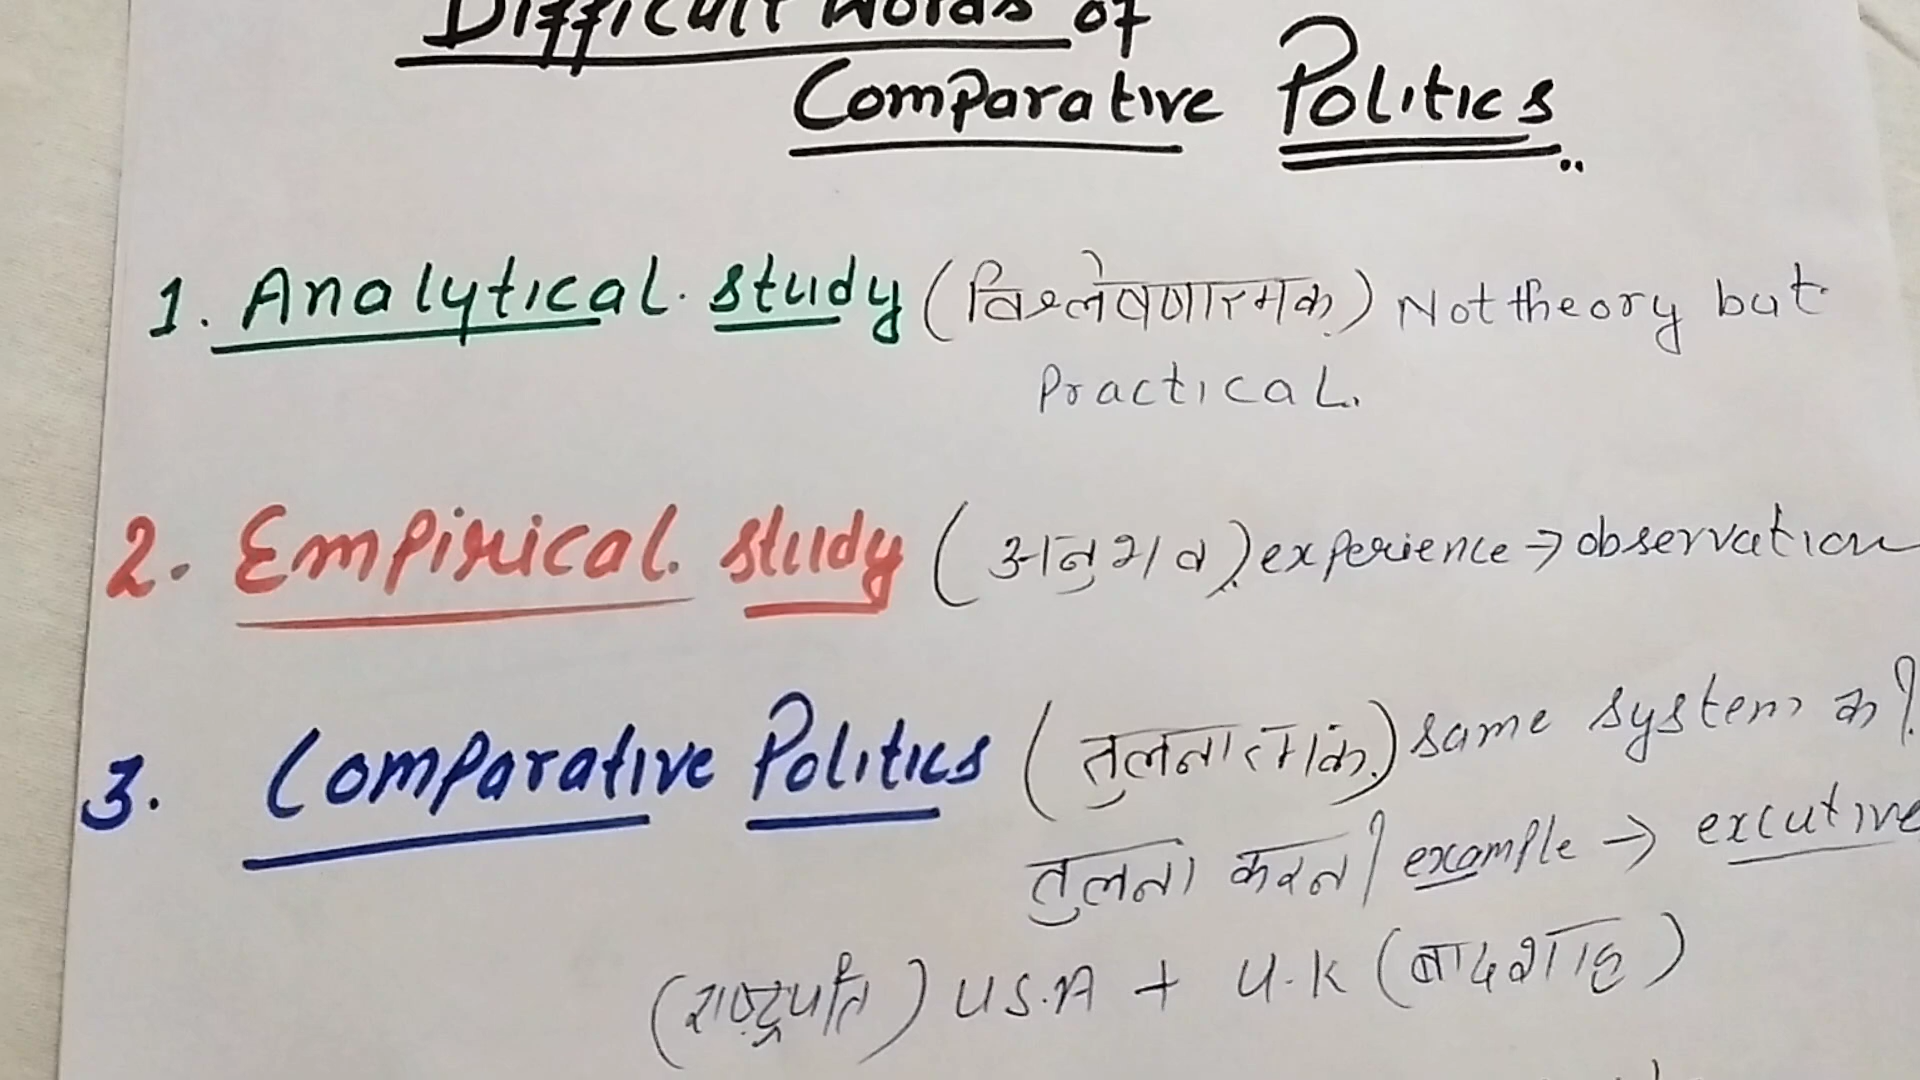 Difficult words of
Comparative Politics
1. Analytical study (विश्लेषणात्मक) Not theory but
Practical.
2. Empirical study (अनुभव) experience → observation
3. Comparative Politics (तुलनात्मक) same system की
तुलना करना example → excutive
(राष्ट्रपति) U.S.A + U.K (बादशाह)